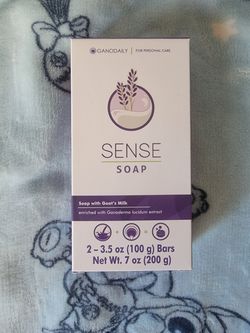 GANODAILY | FOR PERSONAL CARE
SENSE
SOAP
Soap with Goat's Milk
enriched with Ganoderma lucidum extract
2 – 3.5 oz (100 g) Bars
Net Wt. 7 oz (200 g)